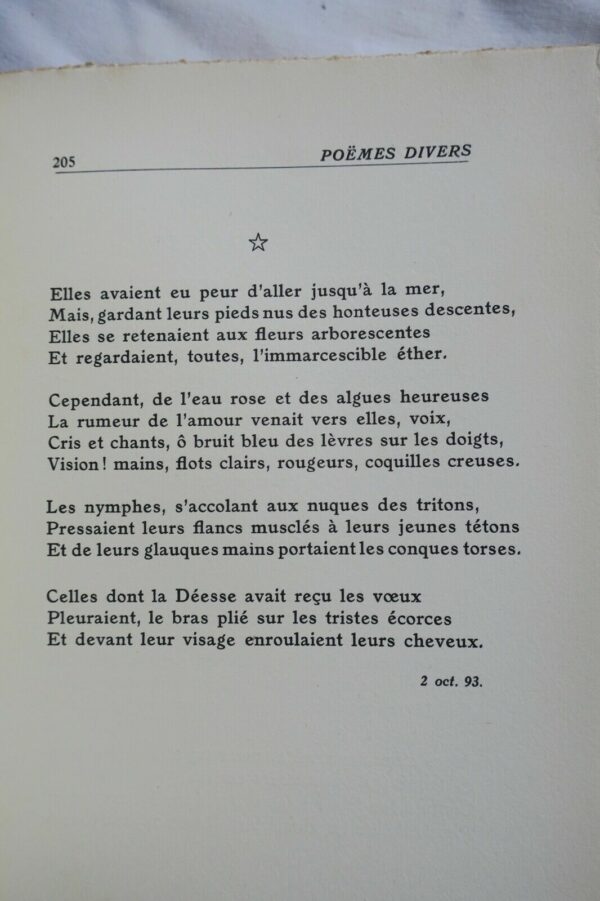 205 POËMES DIVERS
☆
Elles avaient eu peur d'aller jusqu'à la mer,
Mais, gardant leurs pieds nus des honteuses descentes,
Elles se retenaient aux fleurs arborescentes
Et regardaient, toutes, l'immarcescible éther.
Cependant, de l'eau rose et des algues heureuses
La rumeur de l'amour venait vers elles, voix,
Cris et chants, ô bruit bleu des lèvres sur les doigts,
Vision! mains, flots clairs, rougeurs, coquilles creuses.
Les nymphes, s'accolant aux nuques des tritons,
Pressaient leurs flancs musclés à leurs jeunes tétons
Et de leurs glauques mains portaient les conques torses.
Celles dont la Déesse avait reçu les vœux
Pleuraient, le bras plié sur les tristes écorces
Et devant leur visage enroulaient leurs cheveux.
2 oct. 93.